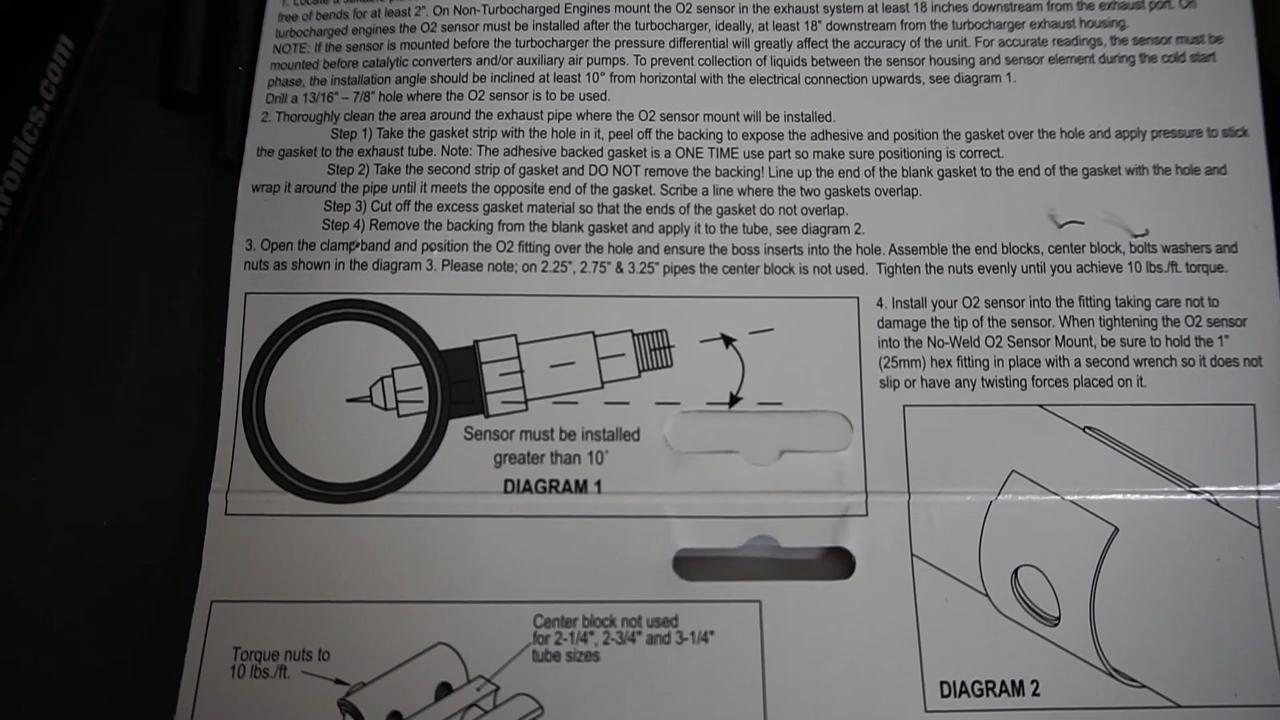 tronics.com
1. Locate a suitable
free of bends for at least 2". On Non-Turbocharged Engines mount the O2 sensor in the exhaust system at least 18 inches downstream from the exhaust port. On
turbocharged engines the O2 sensor must be installed after the turbocharger, ideally, at least 18" downstream from the turbocharger exhaust housing.
NOTE: If the sensor is mounted before the turbocharger the pressure differential will greatly affect the accuracy of the unit. For accurate readings, the sensor must be
mounted before catalytic converters and/or auxiliary air pumps. To prevent collection of liquids between the sensor housing and sensor element during the cold start
phase, the installation angle should be inclined at least 10° from horizontal with the electrical connection upwards, see diagram 1.
Drill a 13/16" – 7/8" hole where the O2 sensor is to be used.
2. Thoroughly clean the area around the exhaust pipe where the O2 sensor mount will be installed.
Step 1) Take the gasket strip with the hole in it, peel off the backing to expose the adhesive and position the gasket over the hole and apply pressure to stick
the gasket to the exhaust tube. Note: The adhesive backed gasket is a ONE TIME use part so make sure positioning is correct.
Step 2) Take the second strip of gasket and DO NOT remove the backing! Line up the end of the blank gasket to the end of the gasket with the hole and
wrap it around the pipe until it meets the opposite end of the gasket. Scribe a line where the two gaskets overlap.
Step 3) Cut off the excess gasket material so that the ends of the gasket do not overlap.
Step 4) Remove the backing from the blank gasket and apply it to the tube, see diagram 2.
3. Open the clamp band and position the O2 fitting over the hole and ensure the boss inserts into the hole. Assemble the end blocks, center block, bolts washers and
nuts as shown in the diagram 3. Please note; on 2.25", 2.75" & 3.25" pipes the center block is not used. Tighten the nuts evenly until you achieve 10 lbs./ft. torque.
4. Install your O2 sensor into the fitting taking care not to
damage the tip of the sensor. When tightening the O2 sensor
into the No-Weld O2 Sensor Mount, be sure to hold the 1"
(25mm) hex fitting in place with a second wrench so it does not
slip or have any twisting forces placed on it.
Sensor must be installed
greater than 10°
DIAGRAM 1
DIAGRAM 2
Center block not used
for 2-1/4", 2-3/4" and 3-1/4"
tube sizes
Torque nuts to
10 lbs./ft.